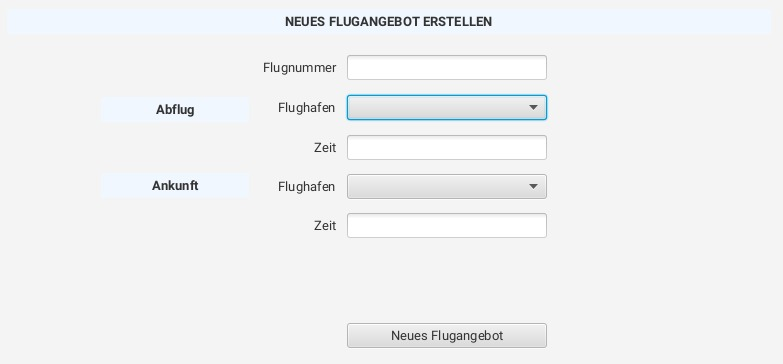 NEUES FLUGANGEBOT ERSTELLEN
Flugnummer
Abflug Flughafen
Zeit
Ankunft Flughafen
Zeit
Neues Flugangebot